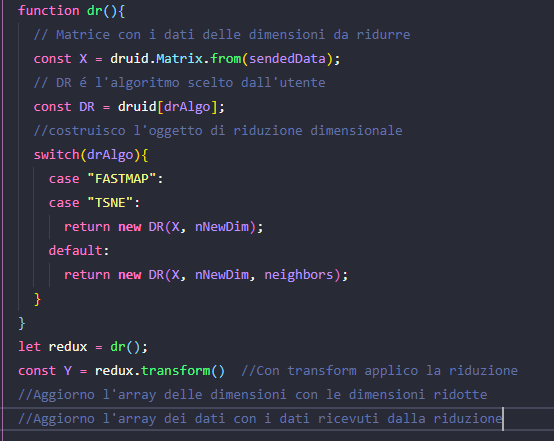 function dr(){
// Matrice con i dati delle dimensioni da ridurre
const X = druid.Matrix.from(sendedData);
// DR é l'algoritmo scelto dall'utente
const DR = druid[drAlgo];
//costruisco l'oggetto di riduzione dimensionale
switch(drAlgo){
case "FASTMAP":
case "TSNE":
return new DR(X, nNewDim);
default:
return new DR(X, nNewDim, neighbors);
}
}
let redux = dr();
const Y = redux.transform()  //Con transform applico la riduzione
//Aggiorno l'array delle dimensioni con le dimensioni ridotte
//Aggiorno l'array dei dati con i dati ricevuti dalla riduzione